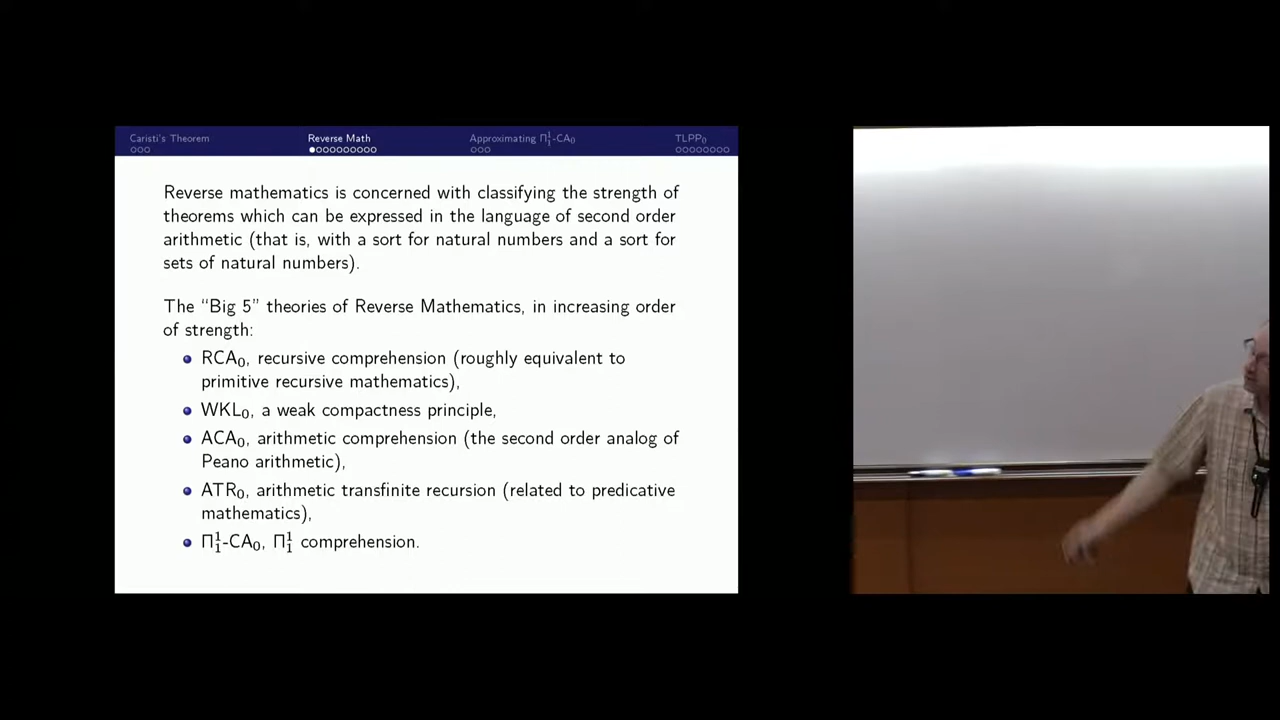 Caristi's Theorem Reverse Math Approximating Π¹₁-CA₀ TLPP₀
Reverse mathematics is concerned with classifying the strength of
theorems which can be expressed in the language of second order
arithmetic (that is, with a sort for natural numbers and a sort for
sets of natural numbers).
The “Big 5” theories of Reverse Mathematics, in increasing order
of strength:
RCA₀, recursive comprehension (roughly equivalent to
primitive recursive mathematics),
WKL₀, a weak compactness principle,
ACA₀, arithmetic comprehension (the second order analog of
Peano arithmetic),
ATR₀, arithmetic transfinite recursion (related to predicative
mathematics),
Π¹₁-CA₀, Π¹₁ comprehension.